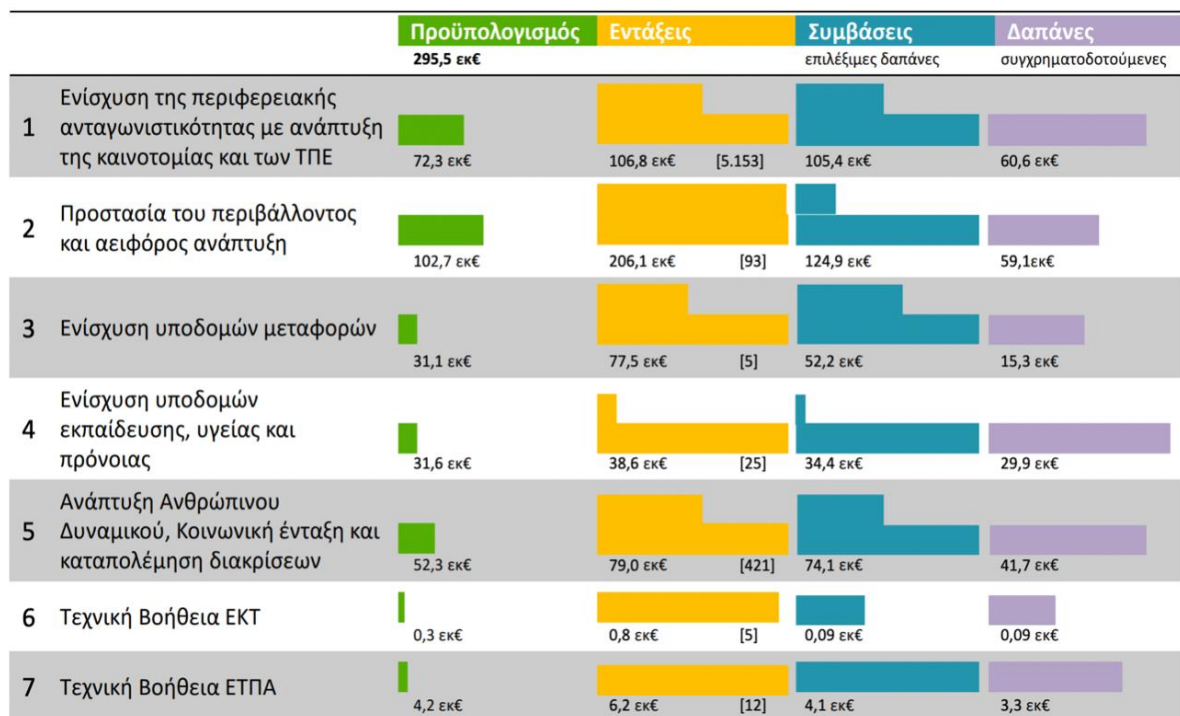 Προϋπολογισμός Εντάξεις Συμβάσεις Δαπάνες
295,5 εκ€ επιλέξιμες δαπάνες συγχρηματοδοτούμενες
1 Ενίσχυση της περιφερειακής
ανταγωνιστικότητας με ανάπτυξη
της καινοτομίας και των ΤΠΕ
72,3 εκ€ 106,8 εκ€ [5.153] 105,4 εκ€ 60,6 εκ€
2 Προστασία του περιβάλλοντος
και αειφόρος ανάπτυξη
102,7 εκ€ 206,1 εκ€ [93] 124,9 εκ€ 59,1εκ€
3 Ενίσχυση υποδομών μεταφορών
31,1 εκ€ 77,5 εκ€ [5] 52,2 εκ€ 15,3 εκ€
4 Ενίσχυση υποδομών
εκπαίδευσης, υγείας και
πρόνοιας
31,6 εκ€ 38,6 εκ€ [25] 34,4 εκ€ 29,9 εκ€
5 Ανάπτυξη Ανθρώπινου
Δυναμικού, Κοινωνική ένταξη και
καταπολέμηση διακρίσεων
52,3 εκ€ 79,0 εκ€ [421] 74,1 εκ€ 41,7 εκ€
6 Τεχνική Βοήθεια ΕΚΤ
0,3 εκ€ 0,8 εκ€ [5] 0,09 εκ€ 0,09 εκ€
7 Τεχνική Βοήθεια ΕΤΠΑ
4,2 εκ€ 6,2 εκ€ [12] 4,1 εκ€ 3,3 εκ€